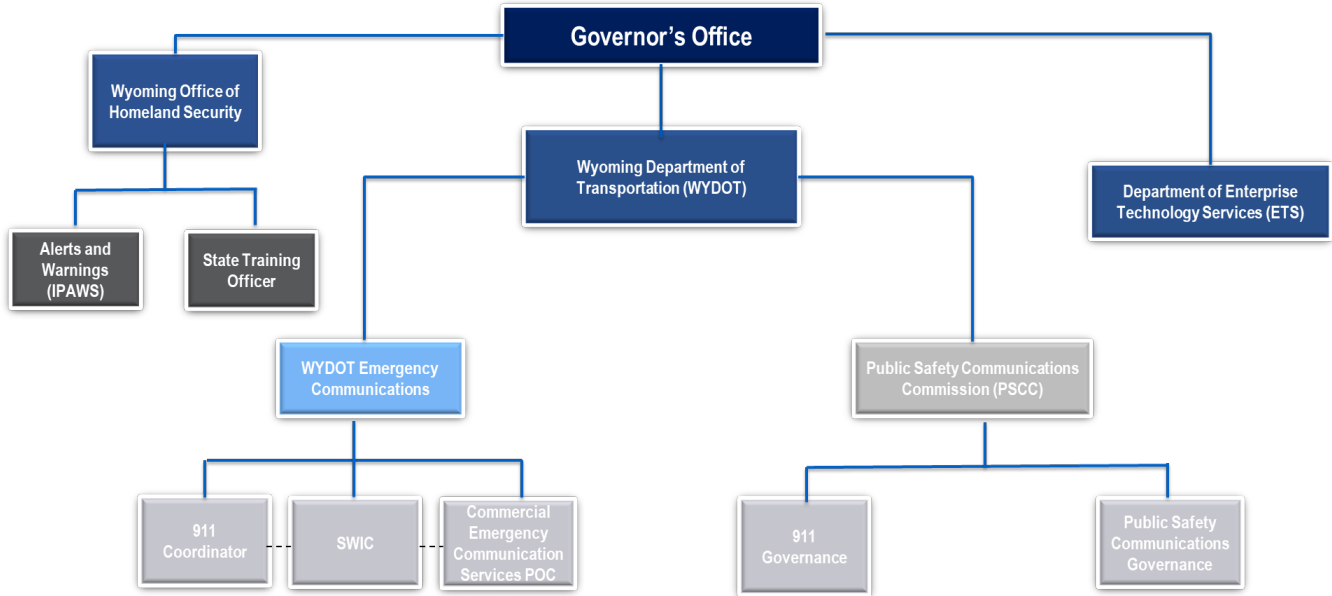 Governor’s Office
Wyoming Office of
Homeland Security
Wyoming Department of
Transportation (WYDOT)
Department of Enterprise
Technology Services (ETS)
Alerts and
Warnings
(IPAWS)
State Training
Officer
WYDOT Emergency
Communications
Public Safety Communications
Commission (PSCC)
911
Coordinator
SWIC
Commercial
Emergency
Communication
Services POC
911
Governance
Public Safety
Communications
Governance